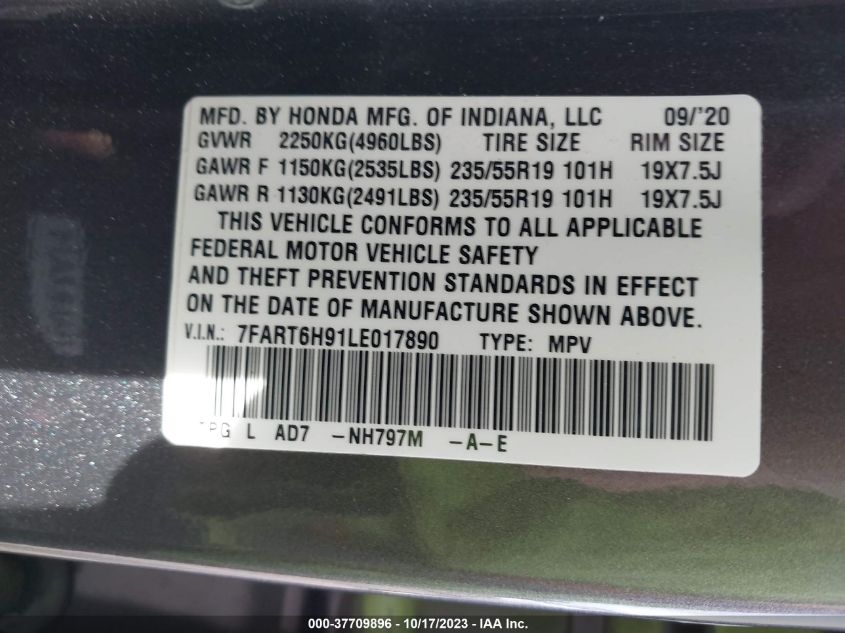 MFD. BY HONDA MFG. OF INDIANA, LLC 09/'20
GVWR 2250KG(4960LBS) TIRE SIZE RIM SIZE
GAWR F 1150KG(2535LBS) 235/55R19 101H 19X7.5J
GAWR R 1130KG(2491LBS) 235/55R19 101H 19X7.5J
THIS VEHICLE CONFORMS TO ALL APPLICABLE
FEDERAL MOTOR VEHICLE SAFETY
AND THEFT PREVENTION STANDARDS IN EFFECT
ON THE DATE OF MANUFACTURE SHOWN ABOVE.
V.I.N.: 7FART6H91LE017890 TYPE: MPV
L AD7 -NH797M -A-E
000-37709896 - 10/17/2023 - IAA Inc.